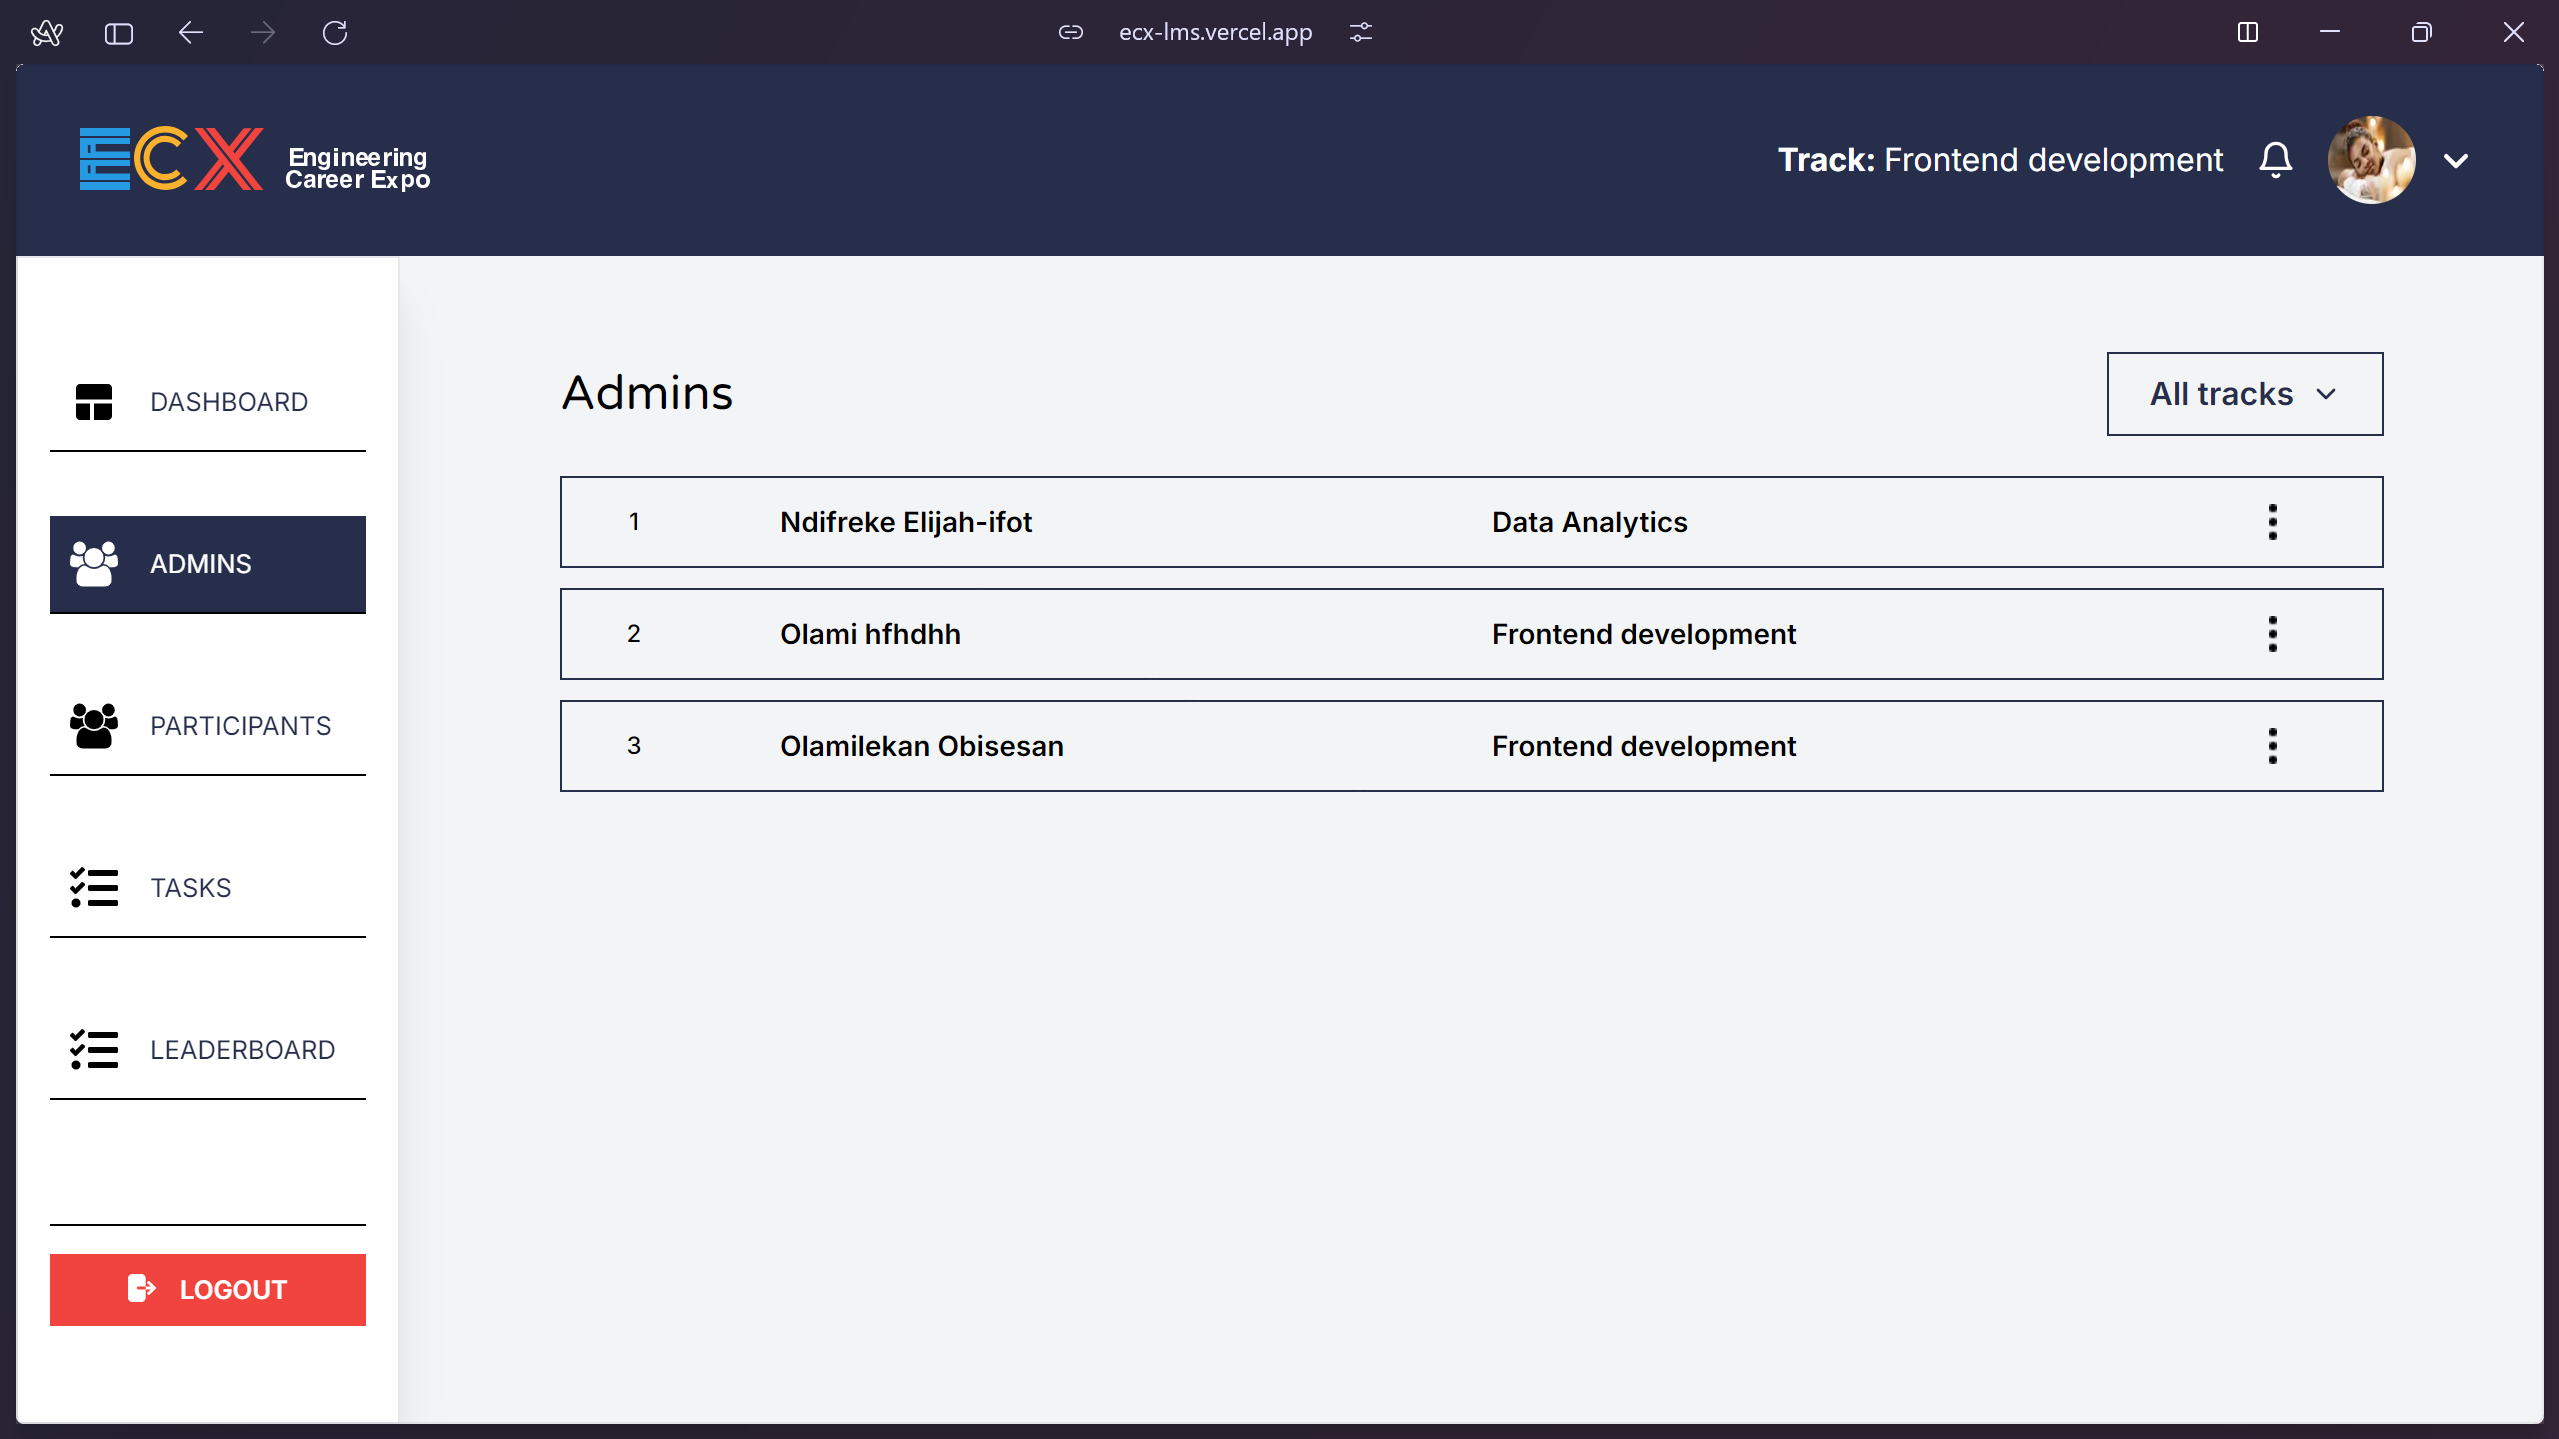 ecx-lms.vercel.app
ECX
Engineering
Career Expo
Track: Frontend development
DASHBOARD
ADMINS
PARTICIPANTS
TASKS
LEADERBOARD
LOGOUT
Admins
All tracks
1 Ndifreke Elijah-ifot Data Analytics
2 Olami hfhdhh Frontend development
3 Olamilekan Obisesan Frontend development